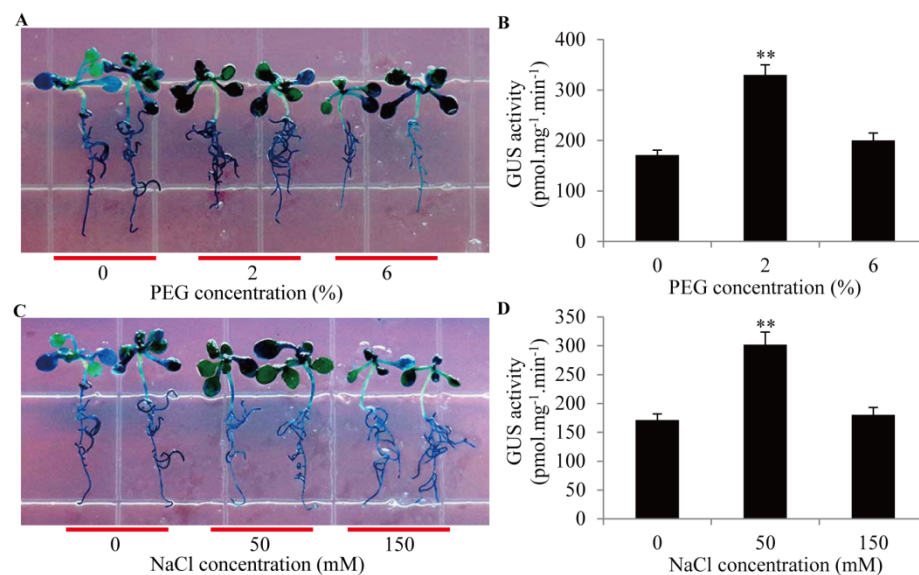 A
0
2
6
PEG concentration (%)
B
GUS activity
(pmol.mg⁻¹.min⁻¹)
400
300
200
100
0
**
0
2
6
PEG concentration (%)
C
0
50
150
NaCl concentration (mM)
D
GUS activity
(pmol.mg⁻¹.min⁻¹)
350
300
250
200
150
100
50
0
**
0
50
150
NaCl concentration (mM)